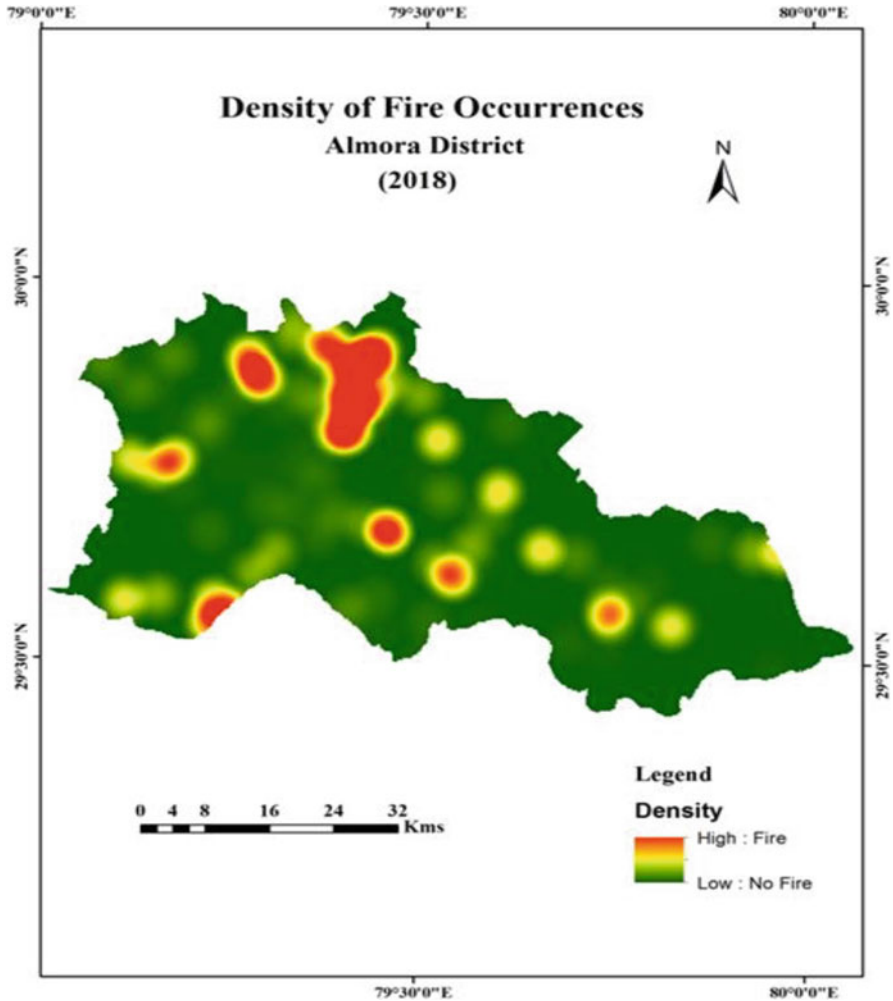 79°0'0"E 79°30'0"E 80°0'0"E
Density of Fire Occurrences
Almora District
(2018)
N
30°0'0"N
30°0'0"N
29°30'0"N
29°30'0"N
Legend
Density
High : Fire
Low : No Fire
0 4 8 16 24 32
Kms
79°30'0"E 80°0'0"E